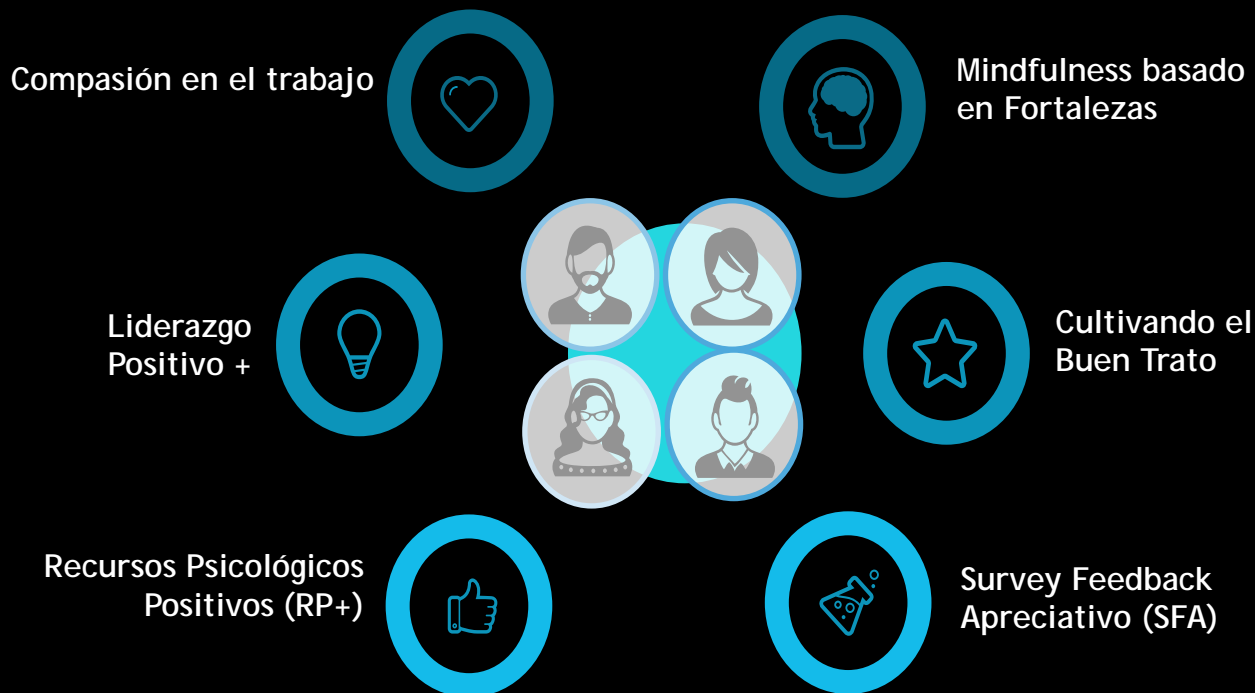 Compasión en el trabajo
Mindfulness basado
en Fortalezas
Liderazgo
Positivo +
Cultivando el
Buen Trato
Recursos Psicológicos
Positivos (RP+)
Survey Feedback
Apreciativo (SFA)